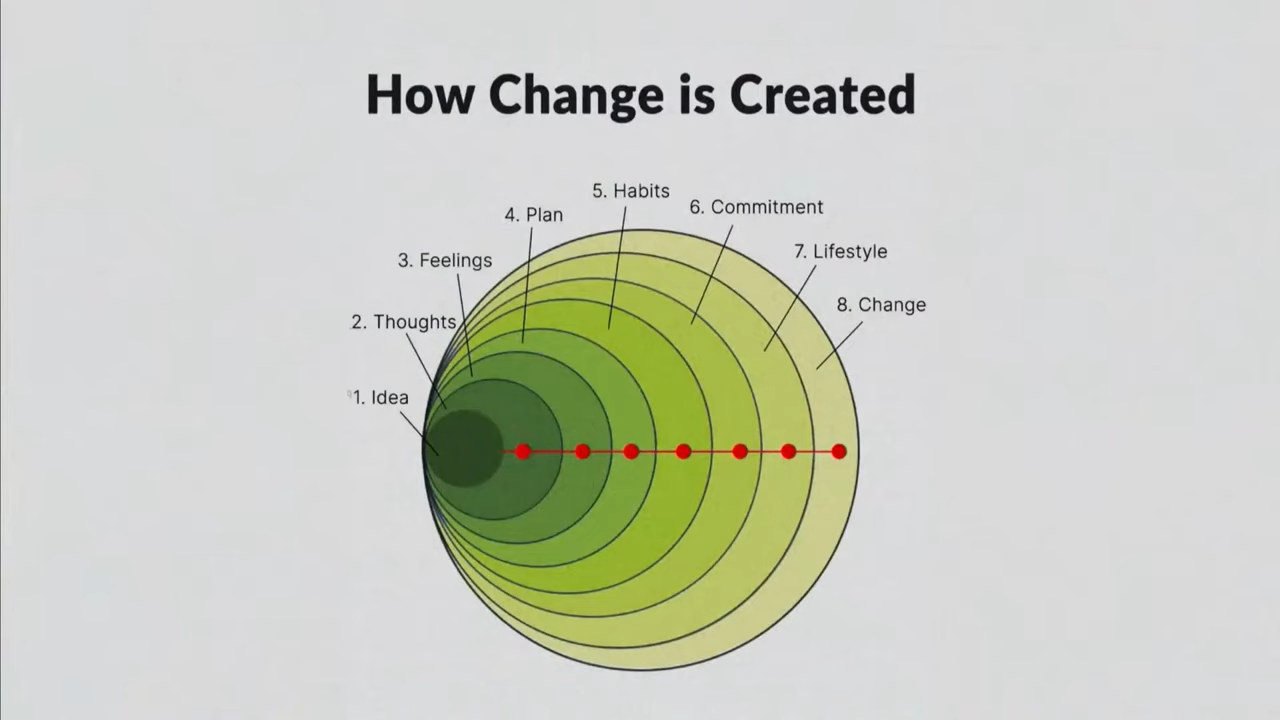 How Change is Created
1. Idea
2. Thoughts
3. Feelings
4. Plan
5. Habits
6. Commitment
7. Lifestyle
8. Change